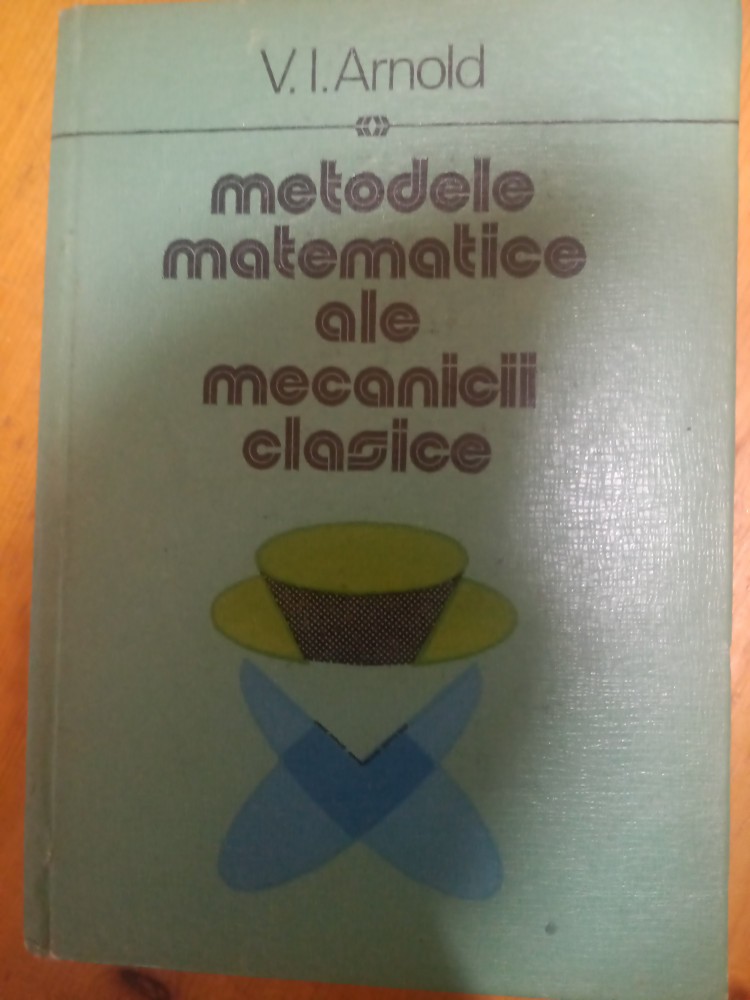 V. I. Arnold
metodele
matematice
ale
mecanicii
clasice